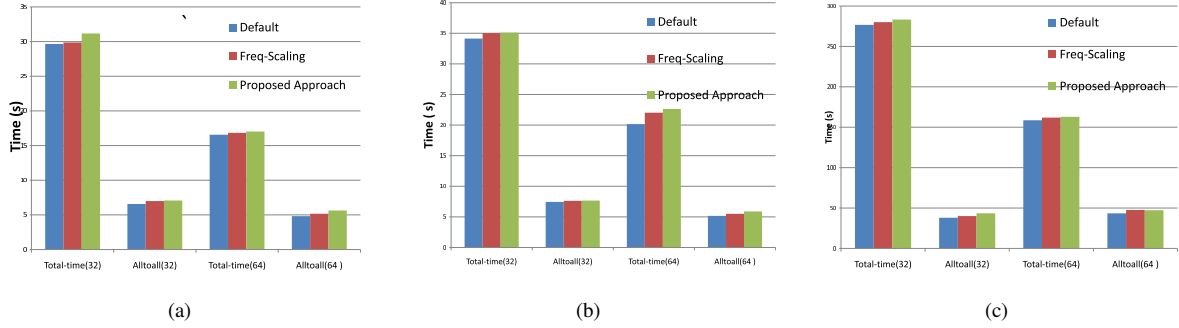 35
30
25
20
15
10
5
0
Time (s)
`
Default
Freq-Scaling
Proposed Approach
Total-time(32)
Alltoall(32)
Total-time(64)
Alltoall(64 )
(a)
40
35
30
25
20
15
10
5
0
Time ( s)
Default
Freq-Scaling
Proposed Approach
Total-time(32)
Alltoall(32)
Total-time(64)
Alltoall(64 )
(b)
300
250
200
150
100
50
0
Time (s)
Default
Freq-Scaling
Proposed Approach
Total-time(32)
Alltoall(32)
Total-time(64)
Alltoall(64 )
(c)